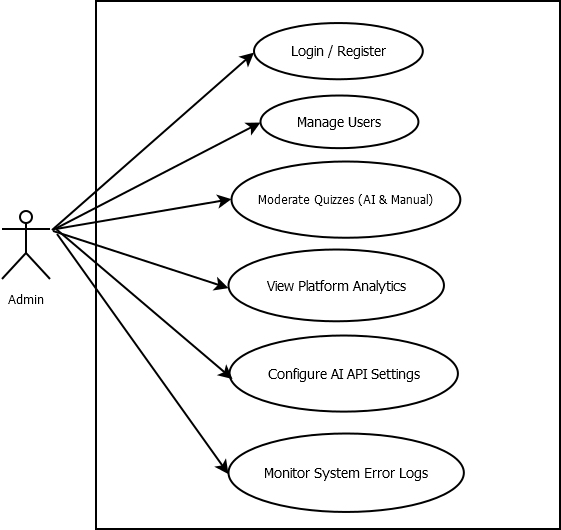 Login / Register
Manage Users
Moderate Quizzes (AI & Manual)
View Platform Analytics
Admin
Configure AI API Settings
Monitor System Error Logs